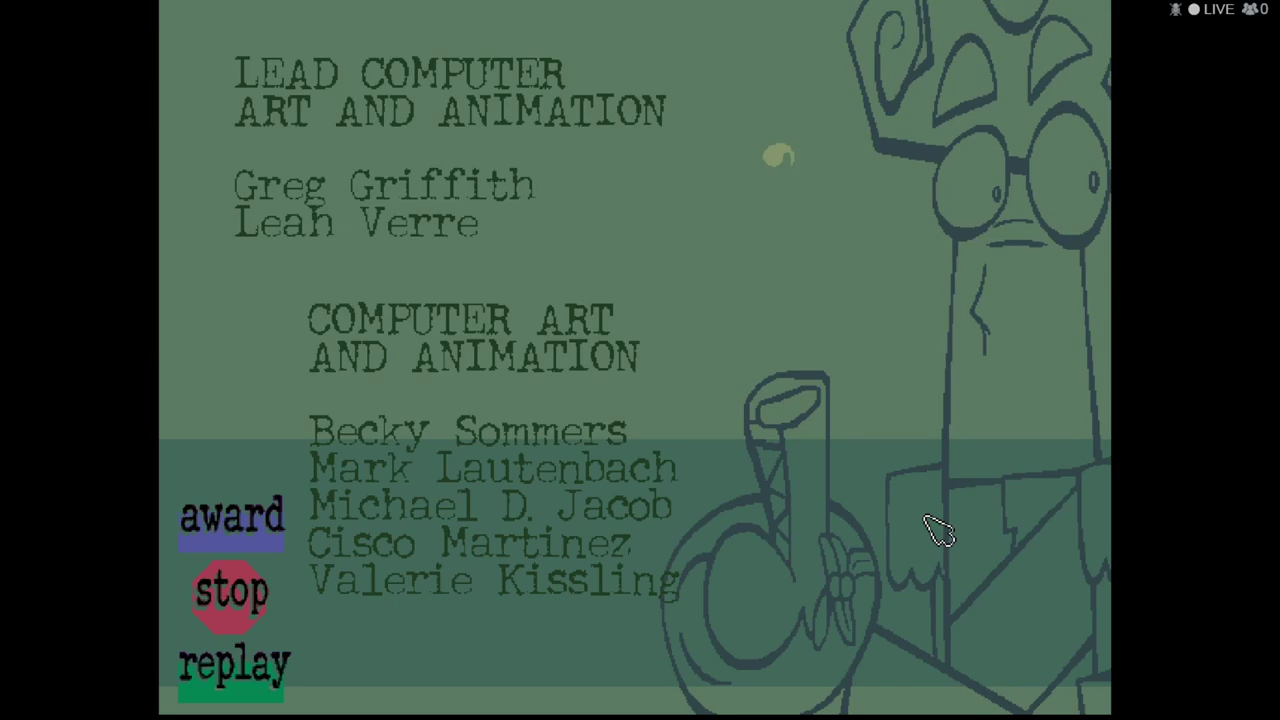 LIVE 0
LEAD COMPUTER
ART AND ANIMATION
Greg Griffith
Leah Verre
COMPUTER ART
AND ANIMATION
Becky Sommers
Mark Lautenbach
Michael D. Jacob
Cisco Martinez
Valerie Kissling
award
stop
replay